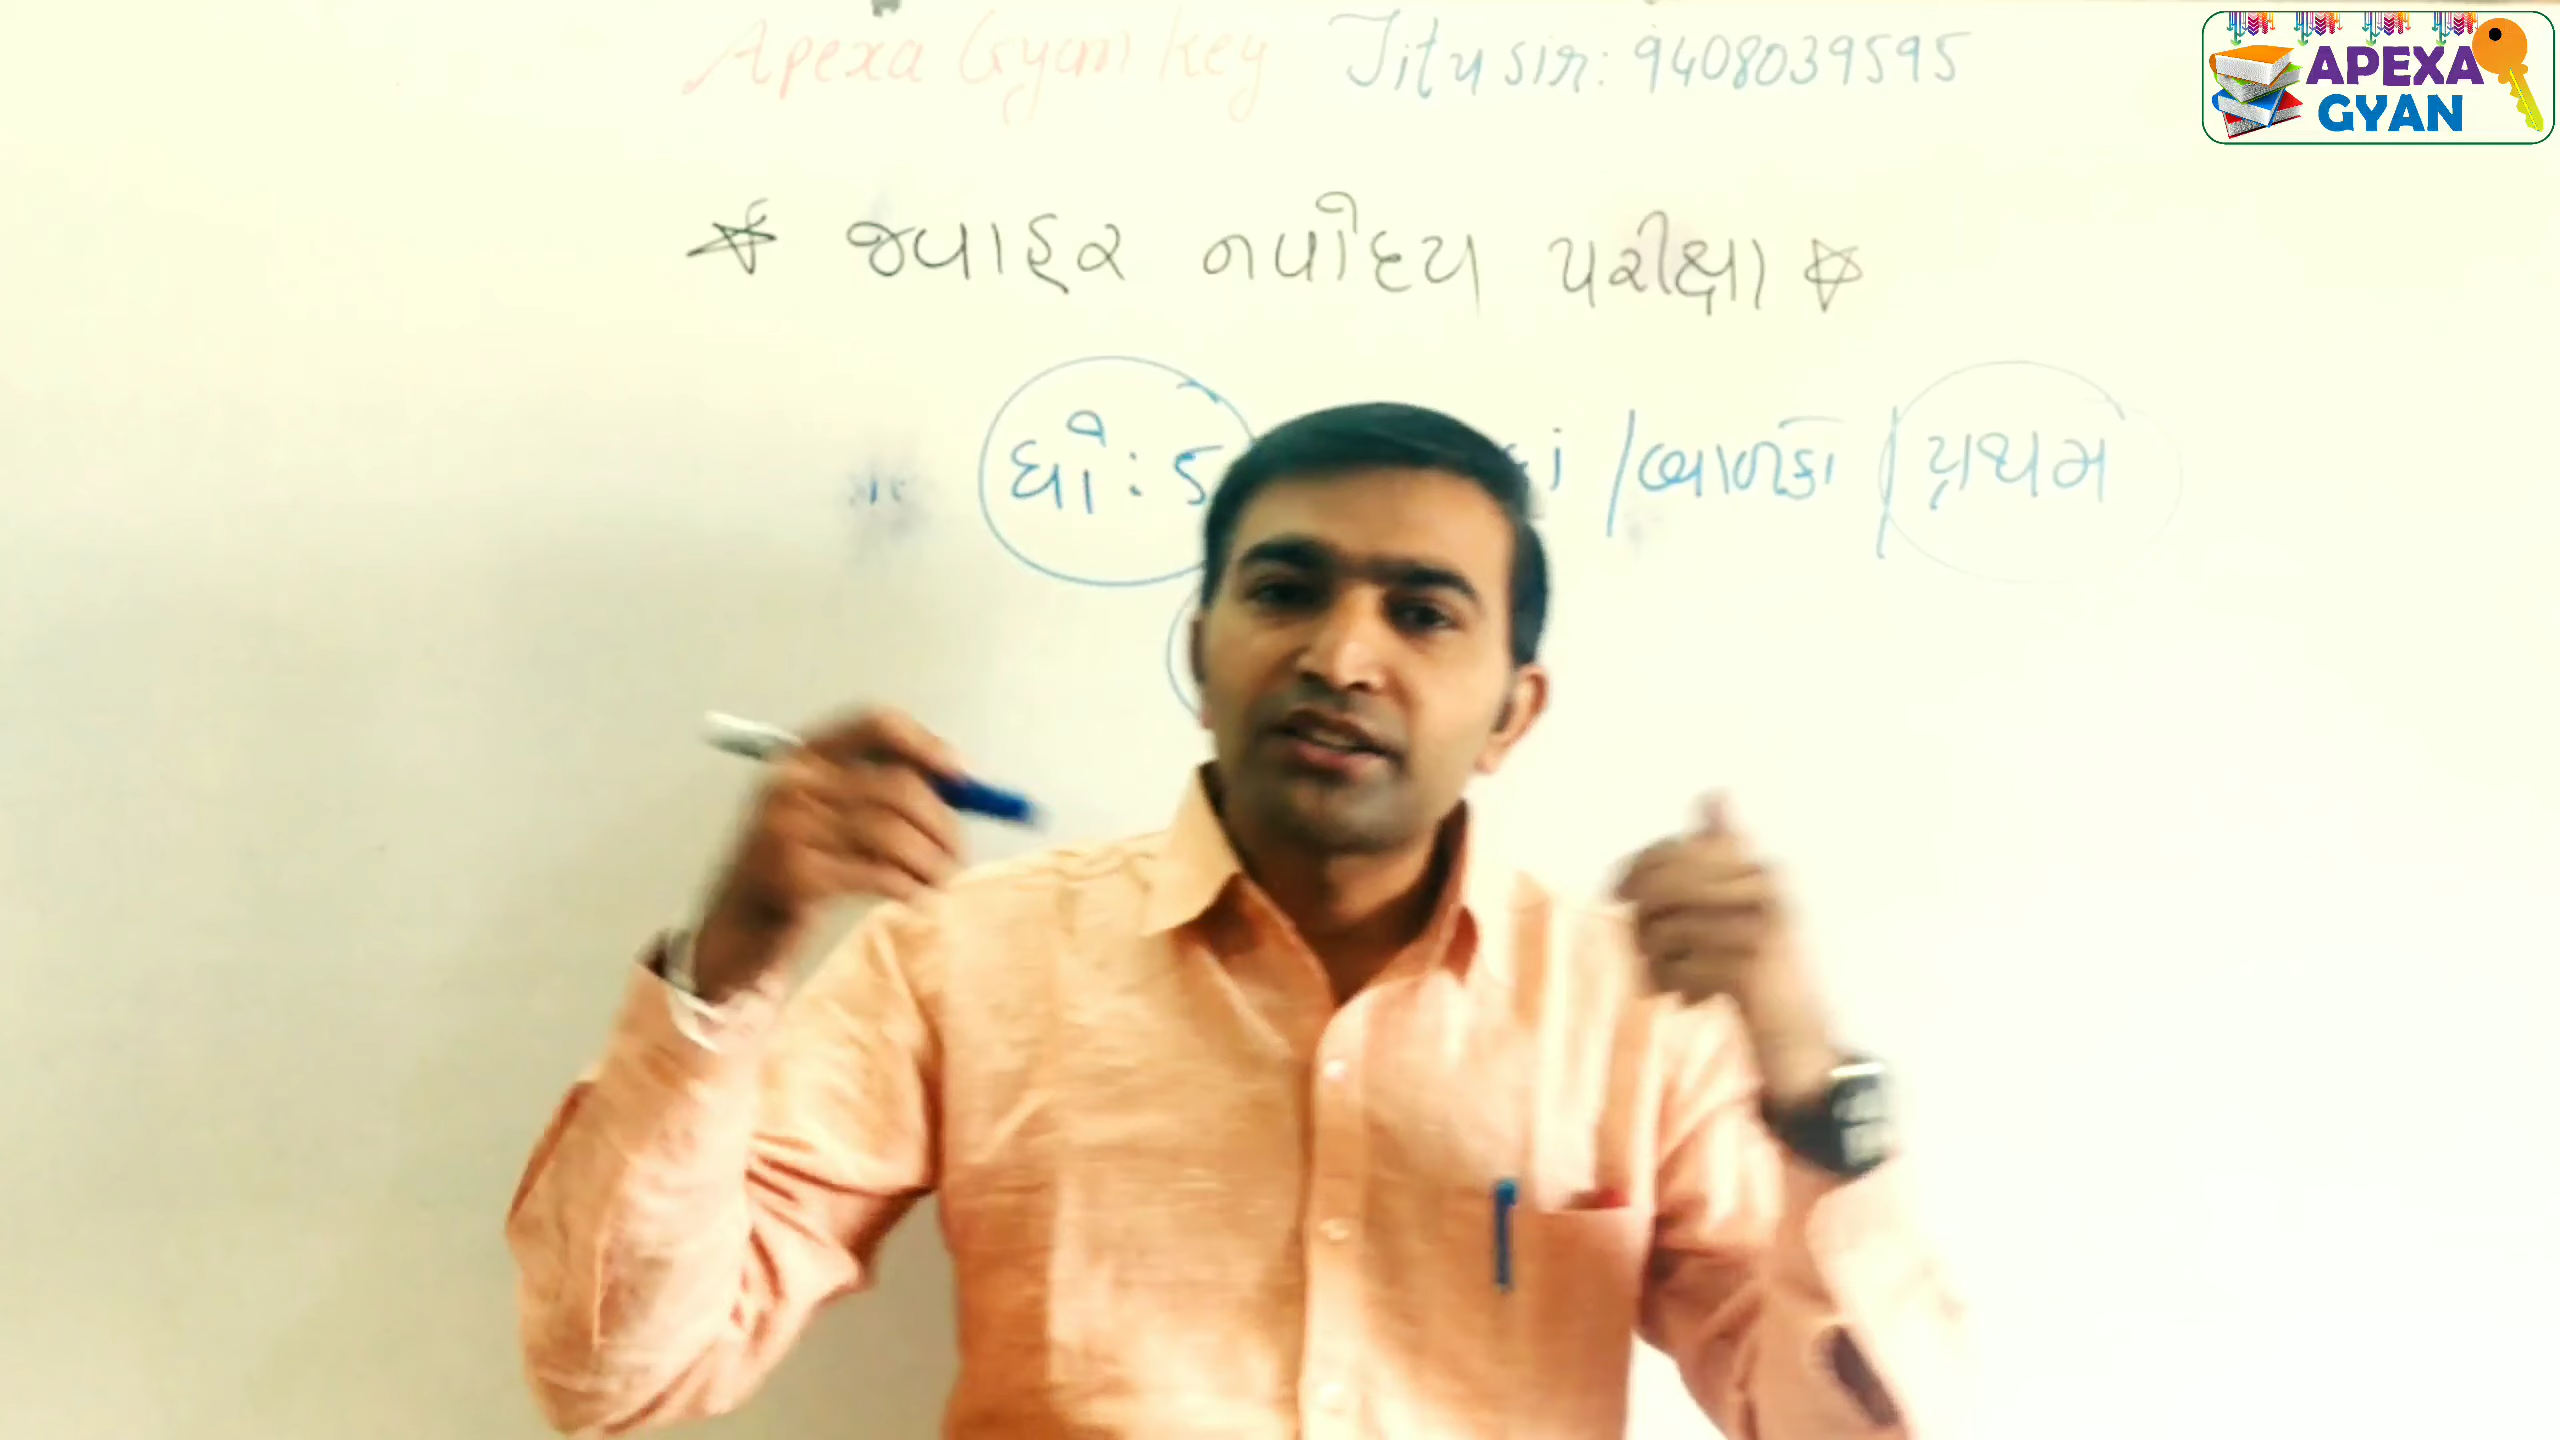 Apexa Gyan key Jitu sir: 9408039595
APEXA
GYAN
જવાહર નવોદય પરીક્ષા
ધો: 5 / બાળકો / પ્રથમ